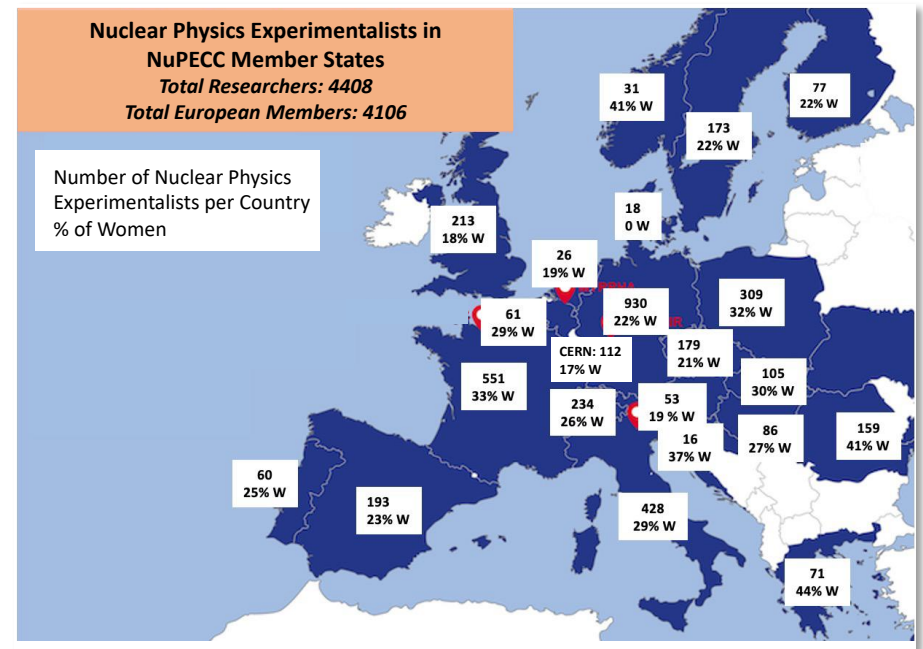 Nuclear Physics Experimentalists in
NuPECC Member States
Total Researchers: 4408
Total European Members: 4106
Number of Nuclear Physics
Experimentalists per Country
% of Women
31
41% W
77
22% W
173
22% W
18
0 W
213
18% W
26
19% W
930
22% W
309
32% W
61
29% W
CERN: 112
17% W
179
21% W
105
30% W
551
33% W
234
26% W
53
19 % W
16
37% W
86
27% W
159
41% W
60
25% W
193
23% W
428
29% W
71
44% W